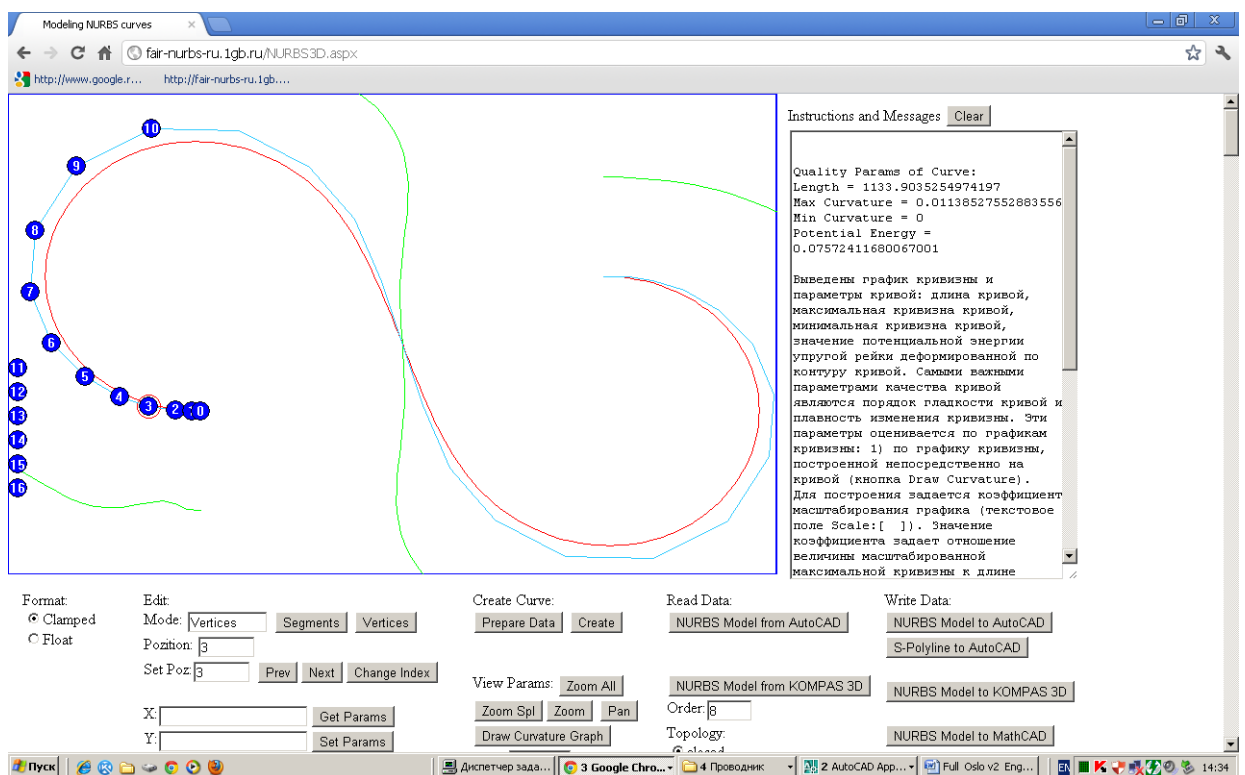 Modeling NURBS curves
fair-nurbs-ru.1gb.ru/NURBS3D.aspx
http://www.google.r... http://fair-nurbs-ru.1gb....
10
9
8
7
6
5
4
3
2
0
11
12
13
14
15
16
Instructions and Messages Clear
Quality Params of Curve:
Length = 1133.9035254974197
Max Curvature = 0.01138527552883556
Min Curvature = 0
Potential Energy =
0.07572411680067001
Выведены график кривизны и
параметры кривой: длина кривой,
максимальная кривизна кривой,
минимальная кривизна кривой,
значение потенциальной энергии
упругой рейки деформированной по
контуру кривой. Самыми важными
параметрами качества кривой
являются порядок гладкости кривой и
плавность изменения кривизны. Эти
параметры оценивается по графикам
кривизны: 1) по графику кривизны,
построенной непосредственно на
кривой (кнопка Draw Curvature).
Для построения задается коэффициент
масштабирования графика (текстовое
поле Scale:[ ]). Значение
коэффициента задает отношение
величины масштабированной
максимальной кривизны к длине
Format: Edit: Create Curve: Read Data: Write Data:
Clamped Mode: Vertices Segments Vertices Prepare Data Create NURBS Model from AutoCAD NURBS Model to AutoCAD
Float Pozition: 3 S-Polyline to AutoCAD
Set Poz: 3 Prev Next Change Index
View Params: Zoom All NURBS Model from KOMPAS 3D NURBS Model to KOMPAS 3D
X: Get Params Zoom Spl Zoom Pan Order: 8
Y: Set Params Draw Curvature Graph Topology: NURBS Model to MathCAD
closed
Пуск Диспетчер зада... 3 Google Chro... 4 Проводник 2 AutoCAD App... Full Oslo v2 Eng... EN 14:34